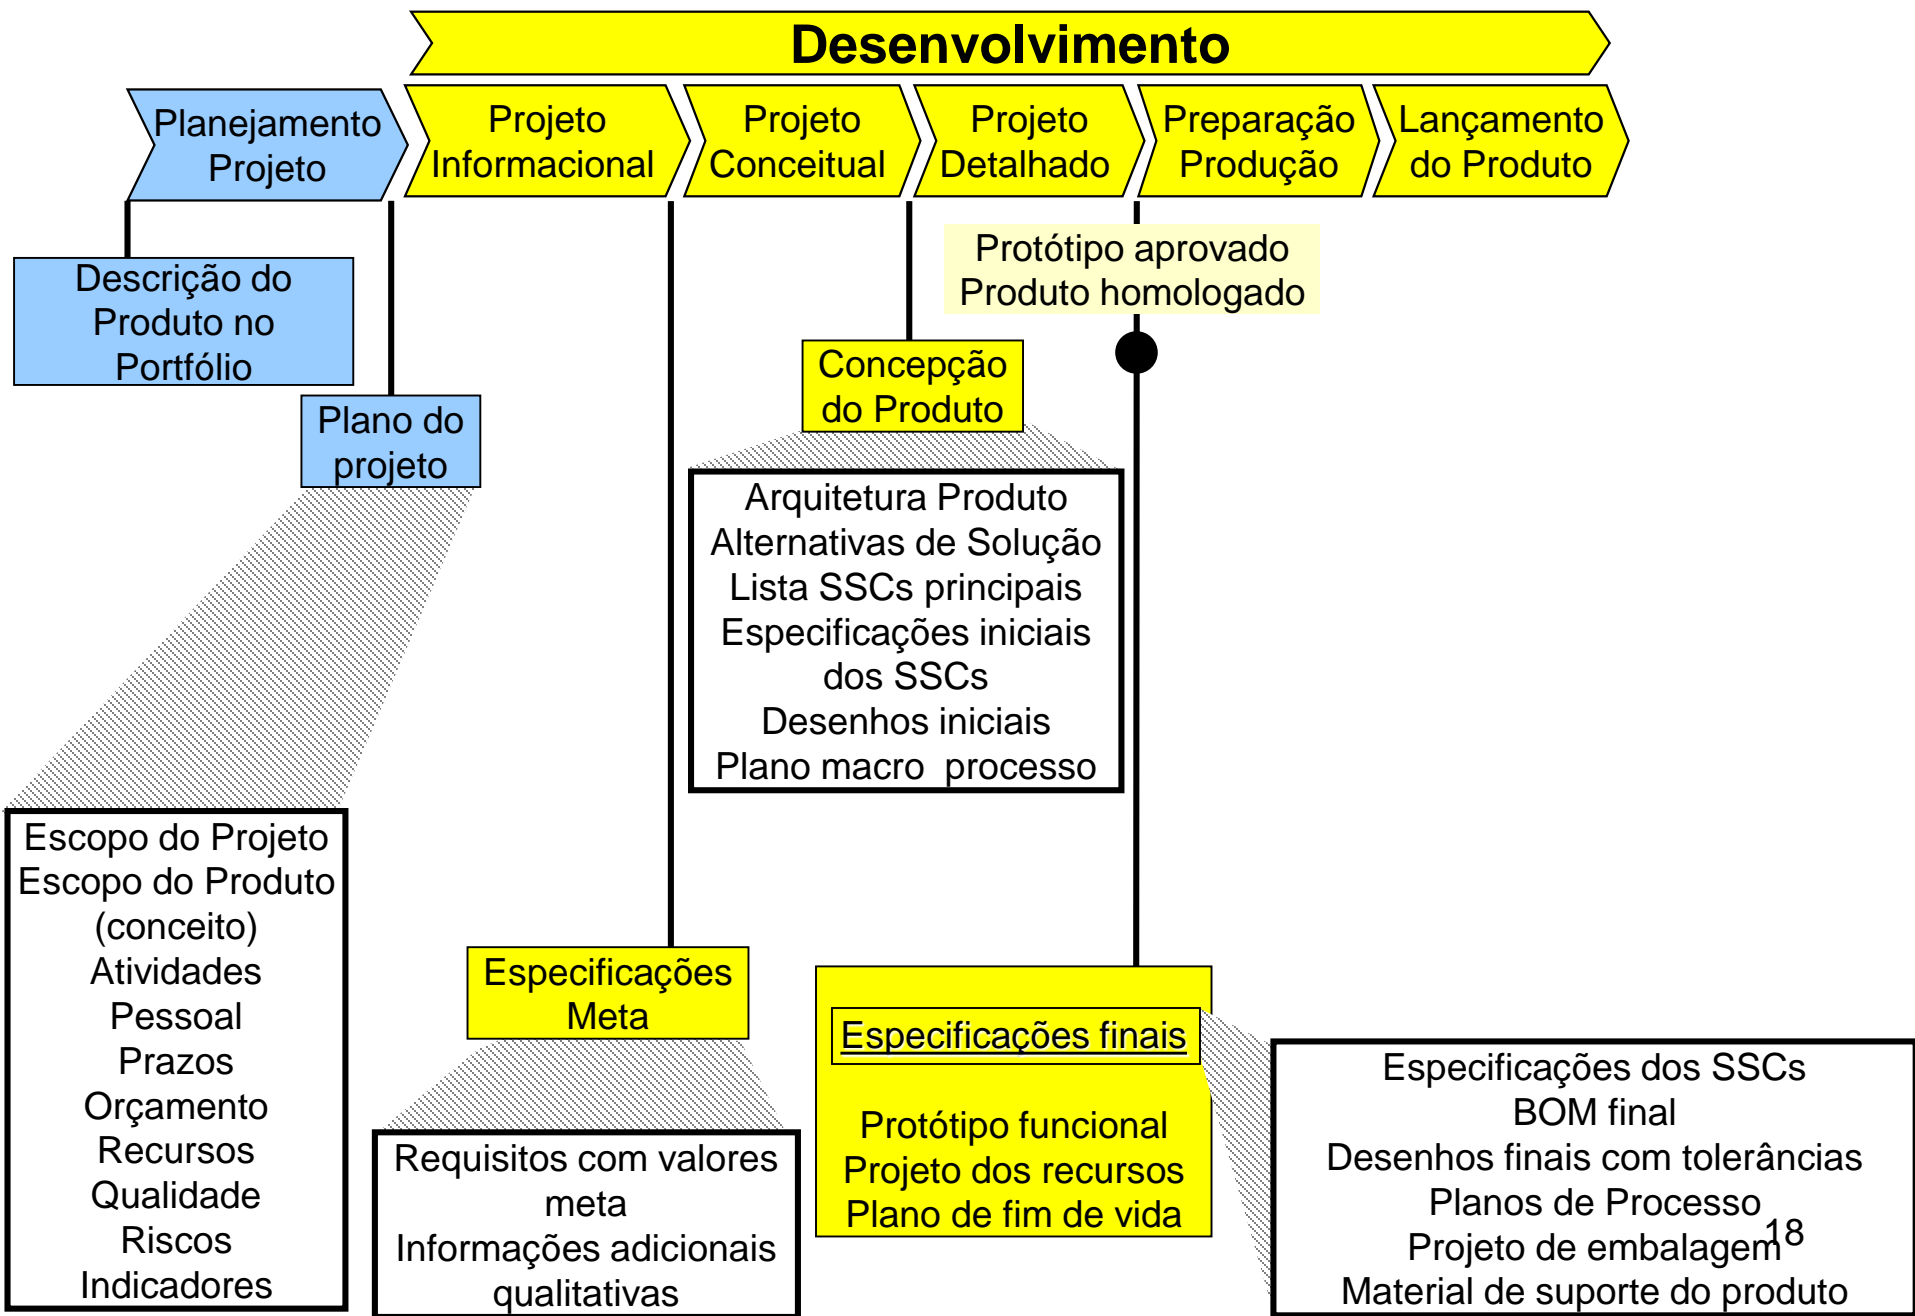 Desenvolvimento
Planejamento
Projeto
Projeto
Informacional
Projeto
Conceitual
Projeto
Detalhado
Preparação
Produção
Lançamento
do Produto
Descrição do
Produto no
Portfólio
Plano do
projeto
Protótipo aprovado
Produto homologado
Concepção
do Produto
Arquitetura Produto
Alternativas de Solução
Lista SSCs principais
Especificações iniciais
dos SSCs
Desenhos iniciais
Plano macro processo
Escopo do Projeto
Escopo do Produto
(conceito)
Atividades
Pessoal
Prazos
Orçamento
Recursos
Qualidade
Riscos
Indicadores
Especificações
Meta
Requisitos com valores
meta
Informações adicionais
qualitativas
Especificações finais
Protótipo funcional
Projeto dos recursos
Plano de fim de vida
Especificações dos SSCs
BOM final
Desenhos finais com tolerâncias
Planos de Processo
Projeto de embalagem
Material de suporte do produto
18